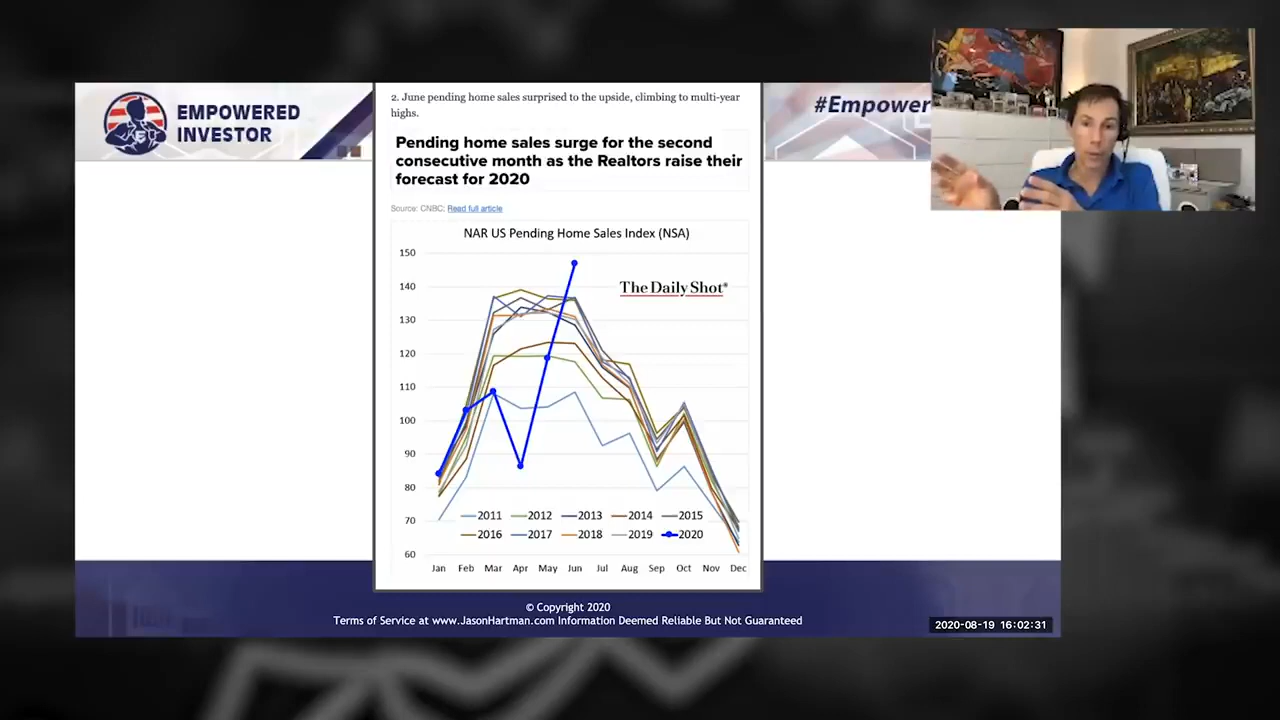 EMPOWERED
INVESTOR
#Empower
2. June pending home sales surprised to the upside, climbing to multi-year
highs.
Pending home sales surge for the second
consecutive month as the Realtors raise their
forecast for 2020
Source: CNBC; Read full article
NAR US Pending Home Sales Index (NSA)
The Daily Shot®
150
140
130
120
110
100
90
80
70
60
2011 2012 2013 2014 2015
2016 2017 2018 2019 2020
Jan Feb Mar Apr May Jun Jul Aug Sep Oct Nov Dec
© Copyright 2020
Terms of Service at www.JasonHartman.com Information Deemed Reliable But Not Guaranteed
2020-08-19 16:02:31